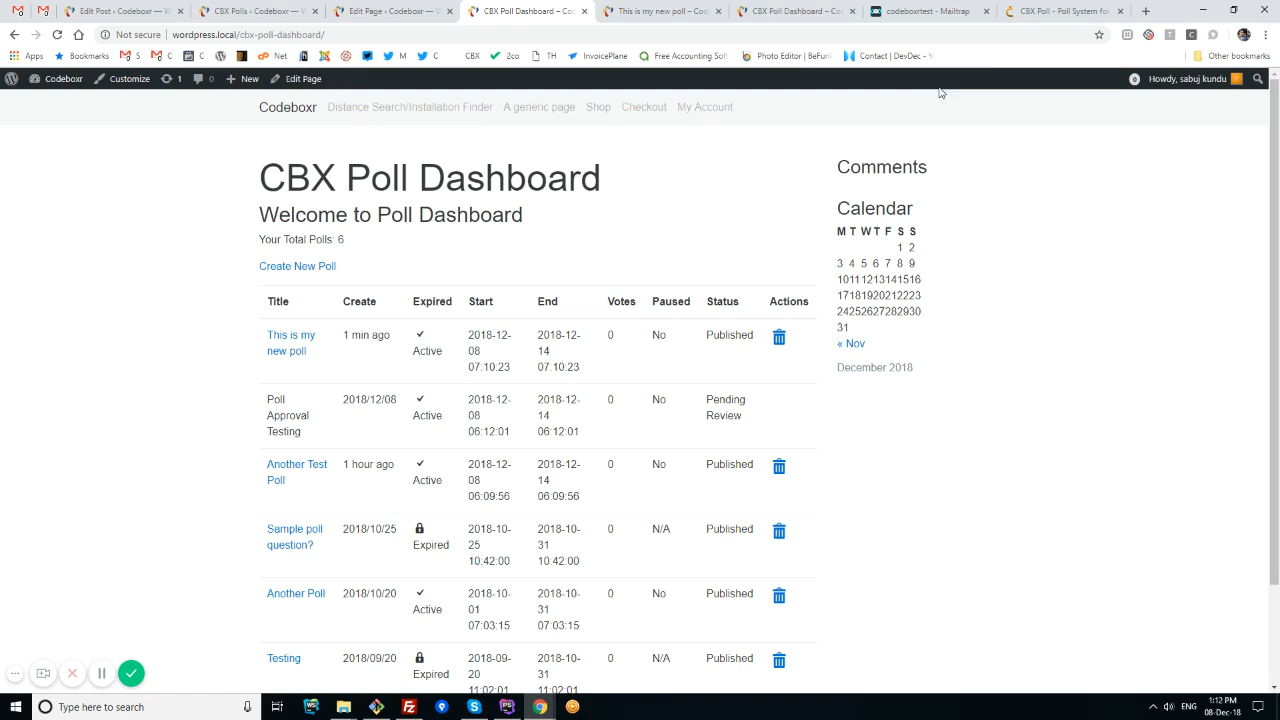 Edit Post ‹ Codeboxr — W
CBX Polls ‹ Codeboxr — W
Edit Page ‹ Codeboxr — W
CBX Poll Dashboard – Cod
This is my new poll – Cod
CBX Poll Dashboard – Co
codeboxrtest - Mailtrap
CBX Poll - Poll System for
Not secure | wordpress.local/cbx-poll-dashboard/
Apps Bookmarks S C C Net M C CBX 2co TH InvoicePlane Free Accounting Soft Photo Editor | BeFun Contact | DevDec - Other bookmarks
Codeboxr Customize 1 0 New Edit Page 0 Howdy, sabuj kundu
Codeboxr Distance Search/Installation Finder A generic page Shop Checkout My Account
CBX Poll Dashboard
Welcome to Poll Dashboard
Your Total Polls: 6
Create New Poll
Title Create Expired Start End Votes Paused Status Actions
This is my 1 min ago 2018-12- 2018-12- 0 No Published
new poll Active 08 14
07.10.23 07.10.23
Poll 2018/12/08 2018-12- 2018-12- 0 No Pending
Approval Active 08 14 Review
Testing 06:12:01 06:12:01
Another Test 1 hour ago 2018-12- 2018-12- 0 No Published
Poll Active 08 14
06:09:56 06:09:56
Sample poll 2018/10/25 2018-10- 2018-10- 0 N/A Published
question? Expired 25 31
10:42:00 10:42:00
Another Poll 2018/10/20 2018-10- 2018-10- 0 No Published
Active 01 31
07:03:15 07:03:15
Testing 2018/09/20 2018-09- 2018-10- 0 N/A Published
Expired 20 31
11:02:01 11:02:01
Comments
Calendar
M T W T F S S
1 2
3 4 5 6 7 8 9
10 11 12 13 14 15 16
17 18 19 20 21 22 23
24 25 26 27 28 29 30
31
« Nov
December 2018
Type here to search
ENG
1:12 PM
08-Dec-18